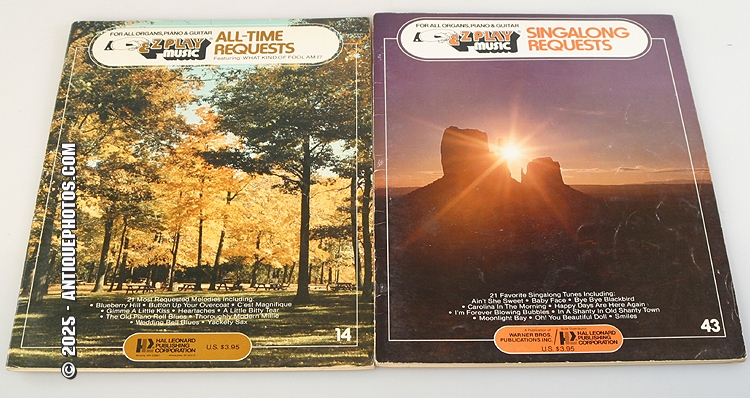 FOR ALL ORGANS, PIANO & GUITAR
E Z PLAY
MUSIC
ALL-TIME
REQUESTS
Featuring: WHAT KIND OF FOOL AM I?
21 Most Requested Melodies Including:
• Blueberry Hill • Button Up Your Overcoat • C'est Magnifique
• Gimme A Little Kiss • Heartaches • A Little Bitty Tear
• The Old Piano Roll Blues • Thoroughly Modern Millie
• Wedding Bell Blues • Yackety Sax
14
HAL LEONARD
PUBLISHING
CORPORATION
U.S. $3.95
FOR ALL ORGANS, PIANO & GUITAR
E Z PLAY
MUSIC
SINGALONG
REQUESTS
21 Favorite Singalong Tunes Including:
Ain't She Sweet • Baby Face • Bye Bye Blackbird
• Carolina In The Morning • Happy Days Are Here Again
• I'm Forever Blowing Bubbles • In A Shanty In Old Shanty Town
• Moonlight Bay • Oh! You Beautiful Doll • Smiles
43
A Publication of
WARNER BROS.
PUBLICATIONS INC.
HAL LEONARD
PUBLISHING
CORPORATION
U.S. $3.95
© 2025 - ANTIQUEPHOTOS.COM